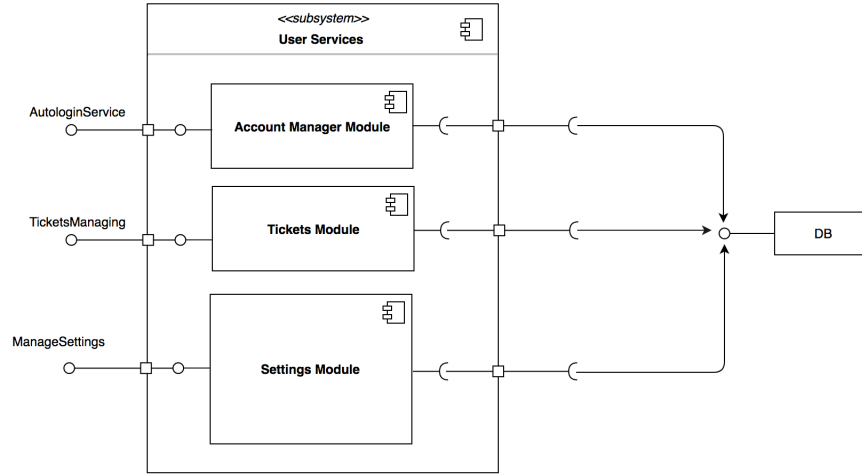 <<subsystem>>
User Services
AutologinService
Account Manager Module
TicketsManaging
Tickets Module
DB
ManageSettings
Settings Module